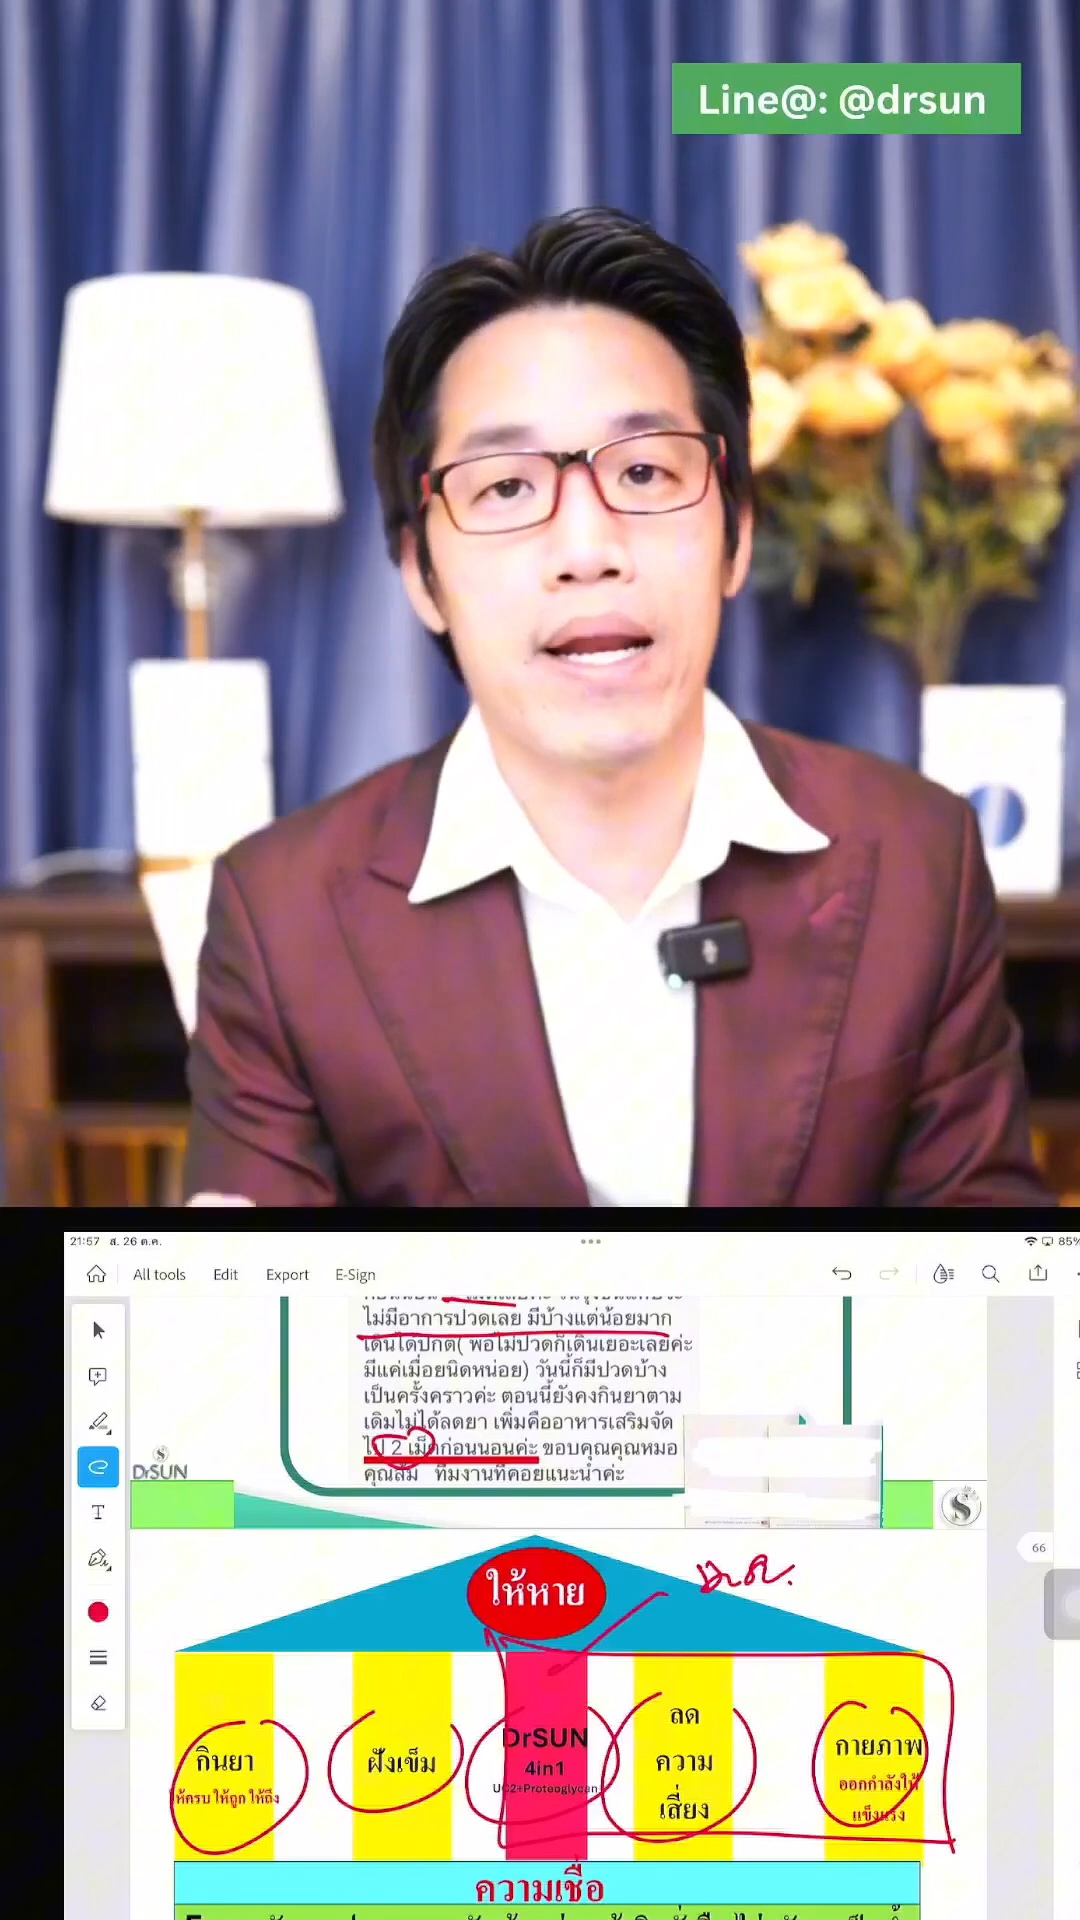 Line@: @drsun
21:57 ส. 26 ต.ค.
85%
All tools Edit Export E-Sign
ไม่มีอาการปวดเลย มีบ้างแต่น้อยมาก
เดินได้ปกติ( พอไม่ปวดก็เดินเยอะเลยค่ะ
มีแค่เมื่อยนิดหน่อย) วันนี้ก็มีปวดบ้าง
เป็นครั้งคราวค่ะ ตอนนี้ยังคงกินยาตาม
เดิมไม่ได้ลดยา เพิ่มคืออาหารเสริมจัด
ไป 2 เม็ดก่อนนอนค่ะ ขอบคุณคุณหมอ
คุณส้ม ทีมงานที่คอยแนะนำค่ะ
DrSUN
S
66
ให้หาย
กินยา
ให้ครบ ให้ถูก ให้ถึง
ฝังเข็ม
DrSUN
4in1
UC2+Proteoglycan
ลด
ความ
เสี่ยง
กายภาพ
ออกกำลังให้
แข็งแรง
ความเชื่อ